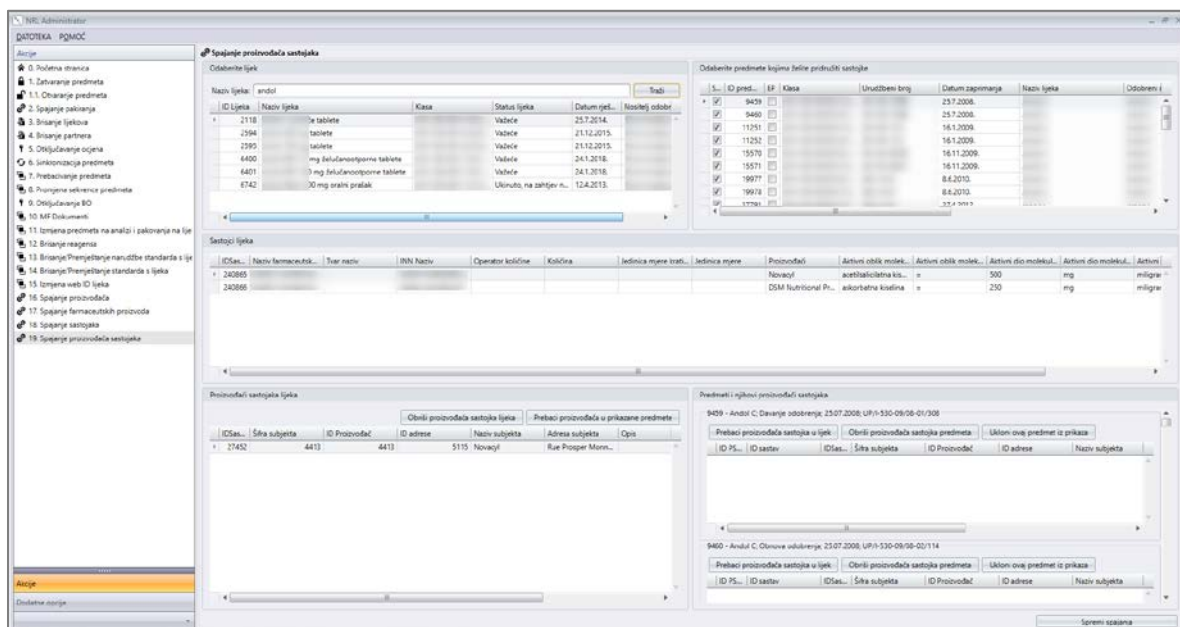 NRL Administrator
DATOTEKA POMOĆ
Akcije
0. Početna stranica
1. Zatvaranje predmeta
1.1. Otvaranje predmeta
2. Spajanje pakiranja
3. Brisanje lijekova
4. Brisanje partnera
5. Otključavanje ocjena
6. Sinkronizacija predmeta
7. Prebacivanje predmeta
8. Promjena sekvence predmeta
9. Otključavanje BO
10. MF Dokumenti
11. Izmjena predmeta na analizi i pakovanja na lije
12. Brisanje reagensa
13. Brisanje/Premještanje narudžbe standarda s lije
14. Brisanje/Premještanje standarda s lijeka
15. Izmjena web ID lijeka
16. Spajanje proizvođača
17. Spajanje farmaceutskih proizvoda
18. Spajanje sastojaka
19. Spajanje proizvođača sastojaka
Akcije
Dodatne opcije
Spajanje proizvođača sastojaka
Odaberite lijek
Naziv lijeka: andol Traži
ID Lijeka Naziv lijeka Klasa Status lijeka Datum rješ... Nositelj odobr
2118 tablete Važeće 25.7.2014.
2594 tablete Važeće 21.12.2015.
2595 tablete Važeće 21.12.2015.
6400 mg želučanootporne tablete Važeće 24.1.2018.
6401 mg želučanootporne tablete Važeće 24.1.2018.
6742 00 mg oralni prašak Ukinuto, na zahtjev n... 12.4.2013.
Odaberite predmete kojima želite pridružiti sastojke
S... ID pred... EP Klasa Urudžbeni broj Datum zaprimanja Naziv lijeka Odobreni
9459 25.7.2008.
9460 25.7.2008.
11251 16.1.2009.
11252 16.1.2009.
15570 16.11.2009.
15571 16.11.2009.
19977 8.6.2010.
19978 8.6.2010.
27.4.2012.
Sastojci lijeka
IDSas... Naziv farmaceutsk... Tvar naziv INN Naziv Operator količine Količina Jedinica mjere trati... Jedinica mjere Proizvođači Aktivni oblik molek... Aktivni oblik molek... Aktivni dio molekul... Aktivni dio molekul... Aktivni
240865 Novacyl acetilsalicilatna kis... = 500 mg miligrar
240866 DSM Nutritional Pr... askorbatna kiselina = 250 mg miligrar
Proizvođači sastojaka lijeka
Obriši proizvođača sastojka lijeka Prebaci proizvođača u prikazane predmete
IDSas... Šifra subjekta ID Proizvođač ID adrese Naziv subjekta Adresa subjekta Opis
27452 4413 4413 5115 Novacyl Rue Prosper Monn...
Predmeti i njihovi proizvođači sastojaka
9459 - Andol C; Davanje odobrenja; 25.07.2008; UP/I-530-09/08-01/308
Prebaci proizvođača sastojka u lijek Obriši proizvođača sastojka predmeta Ukloni ovaj predmet iz prikaza
ID PS... ID sastav IDSas... Šifra subjekta ID Proizvođač ID adrese Naziv subjekta
9460 - Andol C; Obnova odobrenja; 25.07.2008; UP/I-530-09/08-02/114
Prebaci proizvođača sastojka u lijek Obriši proizvođača sastojka predmeta Ukloni ovaj predmet iz prikaza
ID PS... ID sastav IDSas... Šifra subjekta ID Proizvođač ID adrese Naziv subjekta
Spremi spajanja